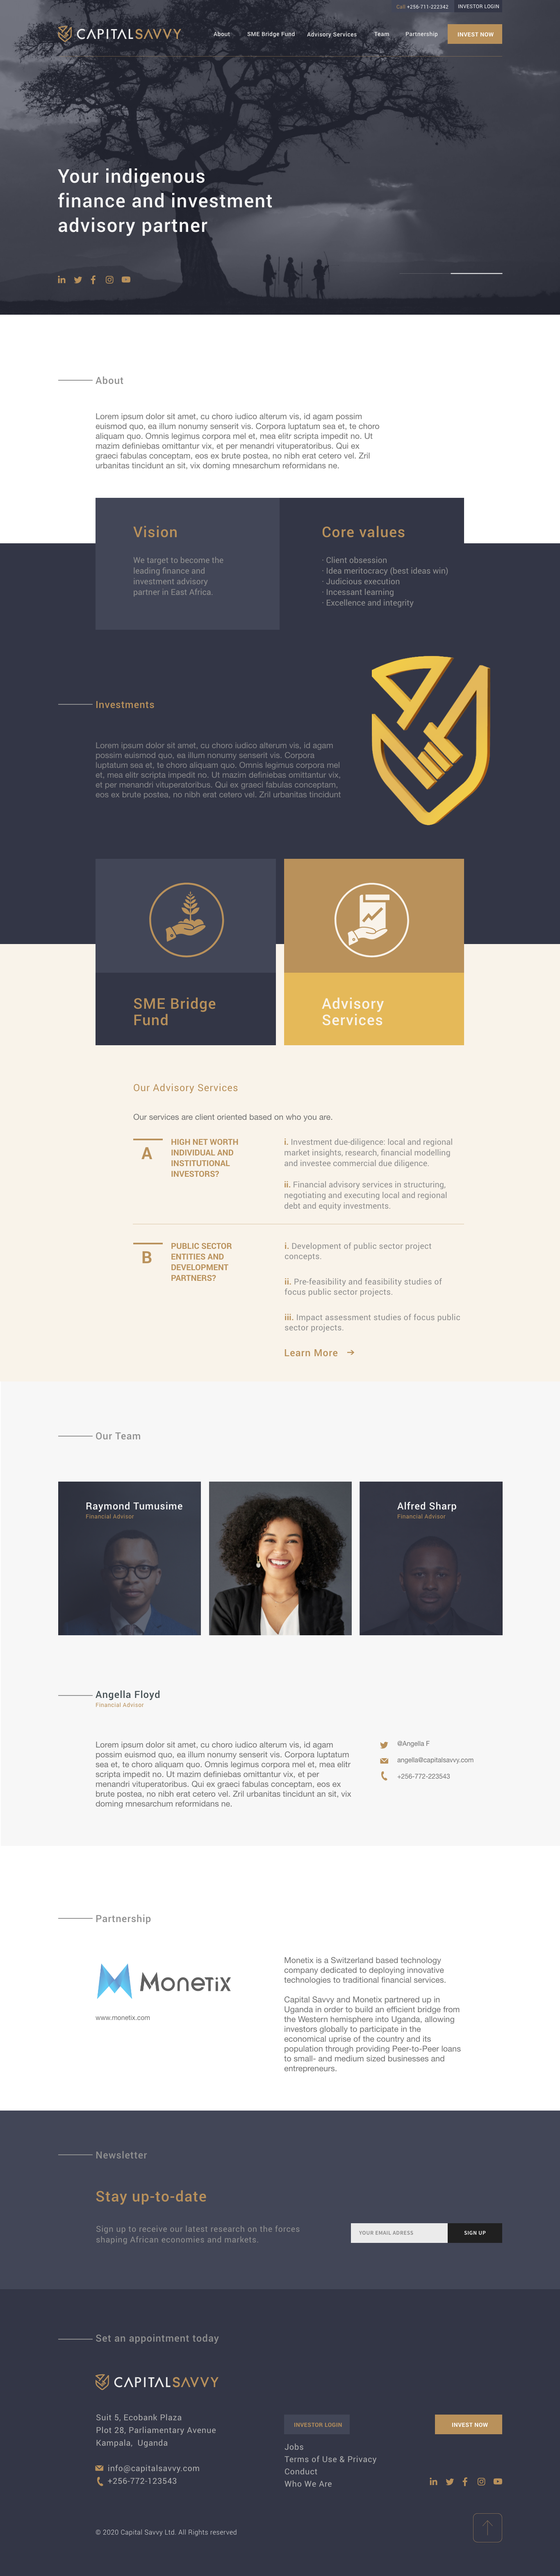 Call +256-711-222342
INVESTOR LOGIN
CAPITALSAVVY
About
SME Bridge Fund
Advisory Services
Team
Partnership
INVEST NOW
Your indigenous
finance and investment
advisory partner
About
Lorem ipsum dolor sit amet, cu choro iudico alterum vis, id agam possim
euismod quo, ea illum nonumy senserit vis. Corpora luptatum sea et, te choro
aliquam quo. Omnis legimus corpora mel et, mea elitr scripta impedit no. Ut
mazim definiebas omittantur vix, et per menandri vituperatoribus. Qui ex
graeci fabulas conceptam, eos ex brute postea, no nibh erat cetero vel. Zril
urbanitas tincidunt an sit, vix doming mnesarchum reformidans ne.
Vision
We target to become the
leading finance and
investment advisory
partner in East Africa.
Core values
· Client obsession
· Idea meritocracy (best ideas win)
· Judicious execution
· Incessant learning
· Excellence and integrity
Investments
Lorem ipsum dolor sit amet, cu choro iudico alterum vis, id agam
possim euismod quo, ea illum nonumy senserit vis. Corpora
luptatum sea et, te choro aliquam quo. Omnis legimus corpora mel
et, mea elitr scripta impedit no. Ut mazim definiebas omittantur vix,
et per menandri vituperatoribus. Qui ex graeci fabulas conceptam,
eos ex brute postea, no nibh erat cetero vel. Zril urbanitas tincidunt
SME Bridge
Fund
Advisory
Services
Our Advisory Services
Our services are client oriented based on who you are.
A
HIGH NET WORTH
INDIVIDUAL AND
INSTITUTIONAL
INVESTORS?
i. Investment due-diligence: local and regional
market insights, research, financial modelling
and investee commercial due diligence.
ii. Financial advisory services in structuring,
negotiating and executing local and regional
debt and equity investments.
B
PUBLIC SECTOR
ENTITIES AND
DEVELOPMENT
PARTNERS?
i. Development of public sector project
concepts.
ii. Pre-feasibility and feasibility studies of
focus public sector projects.
iii. Impact assessment studies of focus public
sector projects.
Learn More
Our Team
Raymond Tumusime
Financial Advisor
Alfred Sharp
Financial Advisor
Angella Floyd
Financial Advisor
Lorem ipsum dolor sit amet, cu choro iudico alterum vis, id agam
possim euismod quo, ea illum nonumy senserit vis. Corpora luptatum
sea et, te choro aliquam quo. Omnis legimus corpora mel et, mea elitr
scripta impedit no. Ut mazim definiebas omittantur vix, et per
menandri vituperatoribus. Qui ex graeci fabulas conceptam, eos ex
brute postea, no nibh erat cetero vel. Zril urbanitas tincidunt an sit, vix
doming mnesarchum reformidans ne.
@Angella F
angella@capitalsavvy.com
+256-772-223543
Partnership
Monetix
www.monetix.com
Monetix is a Switzerland based technology
company dedicated to deploying innovative
technologies to traditional financial services.
Capital Savvy and Monetix partnered up in
Uganda in order to build an efficient bridge from
the Western hemisphere into Uganda, allowing
investors globally to participate in the
economical uprise of the country and its
population through providing Peer-to-Peer loans
to small- and medium sized businesses and
entrepreneurs.
Newsletter
Stay up-to-date
Sign up to receive our latest research on the forces
shaping African economies and markets.
YOUR EMAIL ADRESS
SIGN UP
Set an appointment today
CAPITALSAVVY
Suit 5, Ecobank Plaza
Plot 28, Parliamentary Avenue
Kampala, Uganda
info@capitalsavvy.com
+256-772-123543
INVESTOR LOGIN
INVEST NOW
Jobs
Terms of Use & Privacy
Conduct
Who We Are
© 2020 Capital Savvy Ltd. All Rights reserved